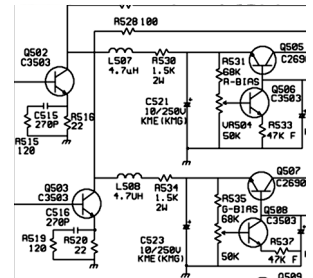 R528 100
Q502
C3503
L507
4.7uH
R530
1.5K
2W
R531
68K
R-BIAS
Q505
C2690
Q506
C3503
C521
10/250V
KME(KMG)
VR504
50K
R533
47K F
C515
270P
R516
22
R515
120
Q503
C3503
L508
4.7UH
R534
1.5K
2W
R535
G-BIAS
68K
Q507
C2690
Q508
C3503
C516
270P
R519
120
R520
22
C523
10/250V
KME(KMG)
50K
R537
47K F
Q509